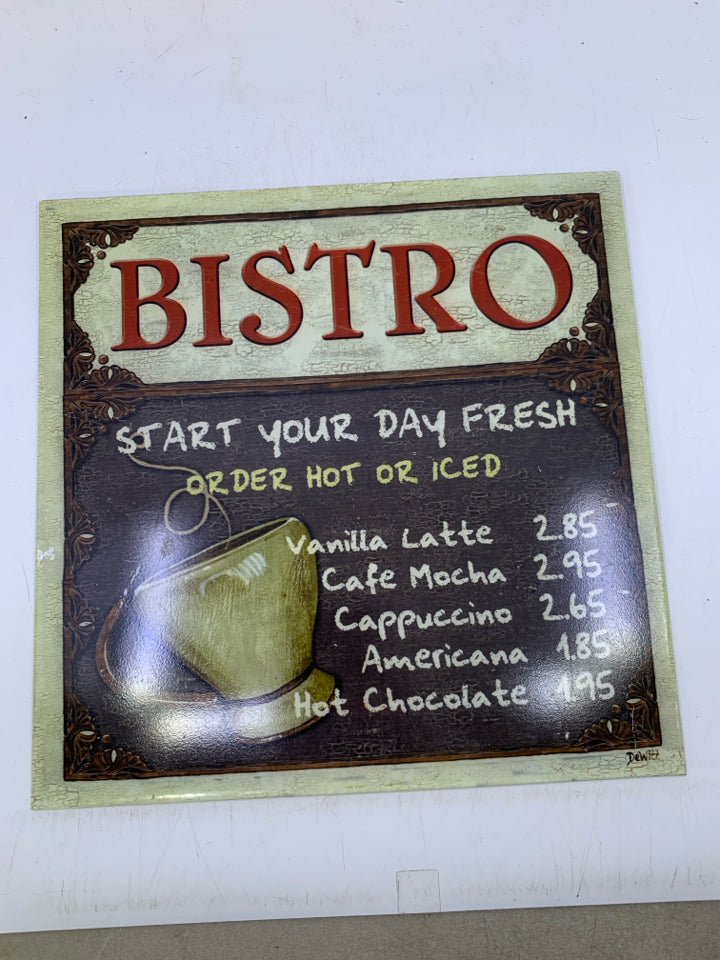 BISTRO
START YOUR DAY FRESH
ORDER HOT OR ICED
Vanilla Latte 2.85
Cafe Mocha 2.95
Cappuccino 2.65
Americana 1.85
Hot Chocolate 1.95
DeWitt